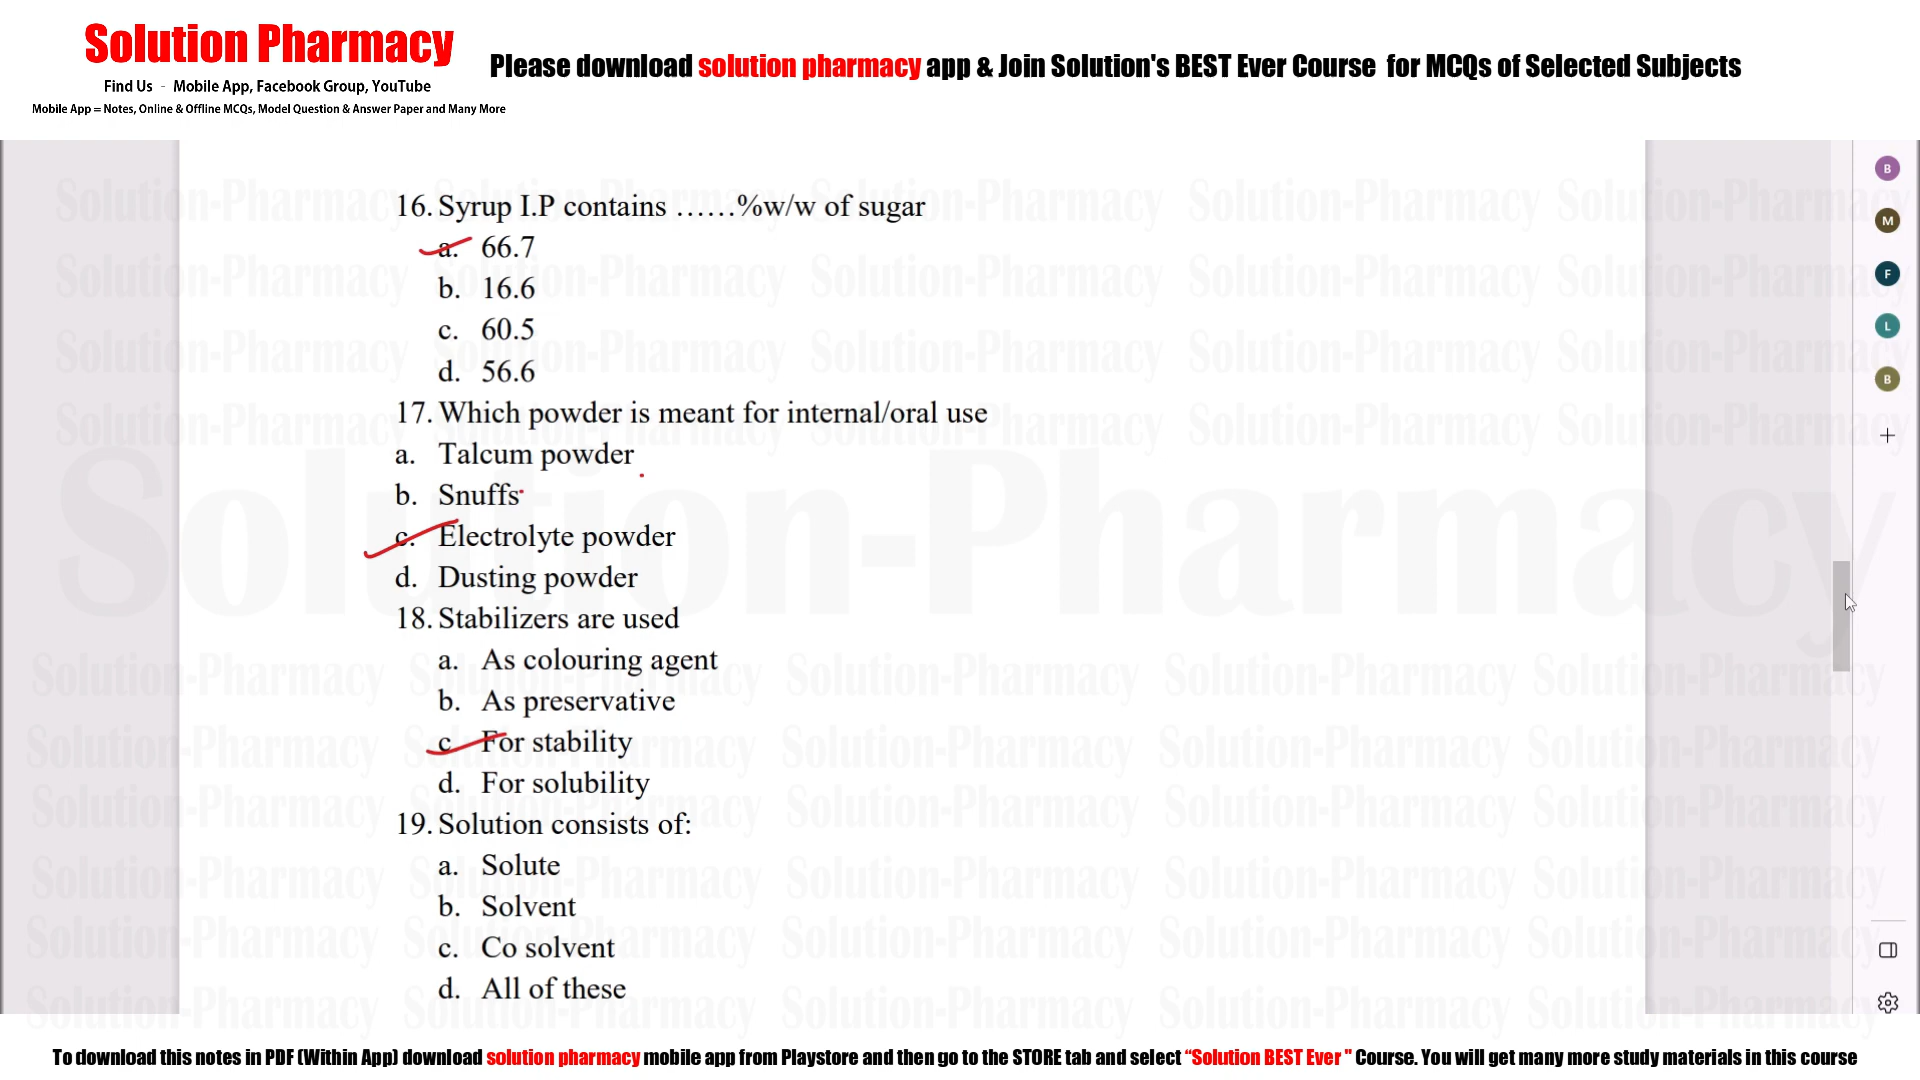 Solution Pharmacy
Find Us - Mobile App, Facebook Group, YouTube
Mobile App = Notes, Online & Offline MCQs, Model Question & Answer Paper and Many More
Please download solution pharmacy app & Join Solution's BEST Ever Course for MCQs of Selected Subjects
16. Syrup I.P contains ......%w/w of sugar
a. 66.7
b. 16.6
c. 60.5
d. 56.6
17. Which powder is meant for internal/oral use
a. Talcum powder
b. Snuffs
c. Electrolyte powder
d. Dusting powder
18. Stabilizers are used
a. As colouring agent
b. As preservative
c. For stability
d. For solubility
19. Solution consists of:
a. Solute
b. Solvent
c. Co solvent
d. All of these
B
M
F
L
B
+
Solution-Pharmacy
To download this notes in PDF (Within App) download solution pharmacy mobile app from Playstore and then go to the STORE tab and select “Solution BEST Ever " Course. You will get many more study materials in this course